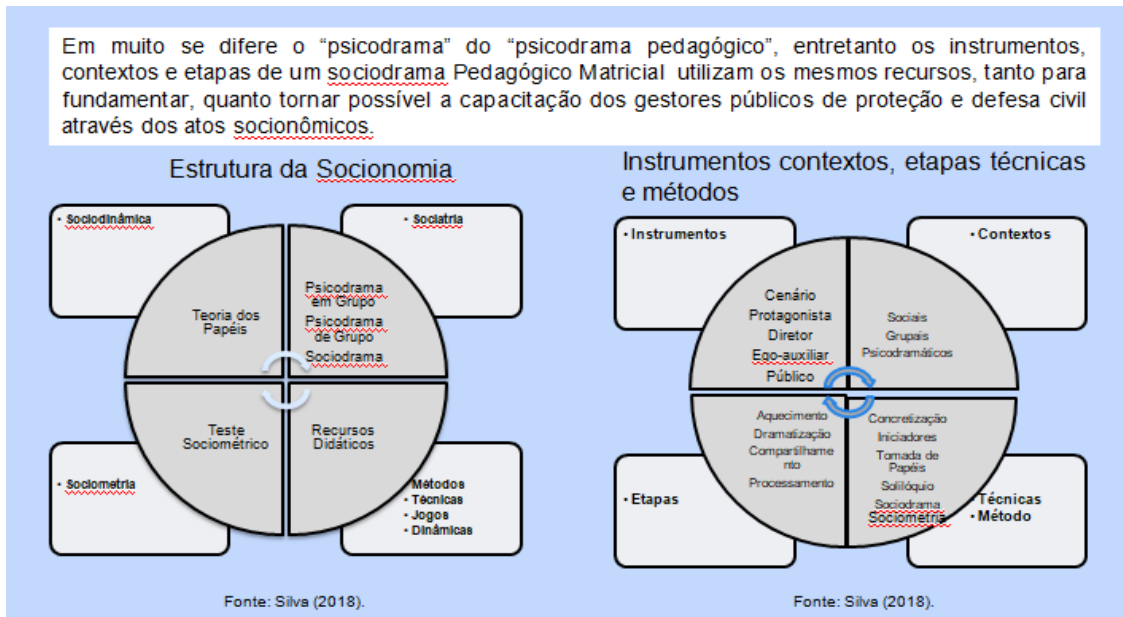 Em muito se difere o “psicodrama” do “psicodrama pedagógico”, entretanto os instrumentos,
contextos e etapas de um sociodrama Pedagógico Matricial utilizam os mesmos recursos, tanto para
fundamentar, quanto tornar possível a capacitação dos gestores públicos de proteção e defesa civil
através dos atos socionômicos.
Estrutura da Socionomia
• Sociodinâmica
• Sociatria
Teoria dos
Papéis
Psicodrama
em Grupo
Psicodrama
de Grupo
Sociodrama
Teste
Sociométrico
Recursos
Didáticos
• Sociometria
• Métodos
• Técnicas
• Jogos
• Dinâmicas
Fonte: Silva (2018).
Instrumentos contextos, etapas técnicas
e métodos
• Instrumentos
• Contextos
Cenário
Protagonista
Diretor
Ego-auxiliar
Público
Sociais
Grupais
Psicodramáticos
Aquecimento
Dramatização
Compartilhame
nto
Processamento
Concretização
Iniciadores
Tomada de
Papéis
Solilóquio
Sociodrama
Sociometria
• Etapas
• Técnicas
• Método
Fonte: Silva (2018).